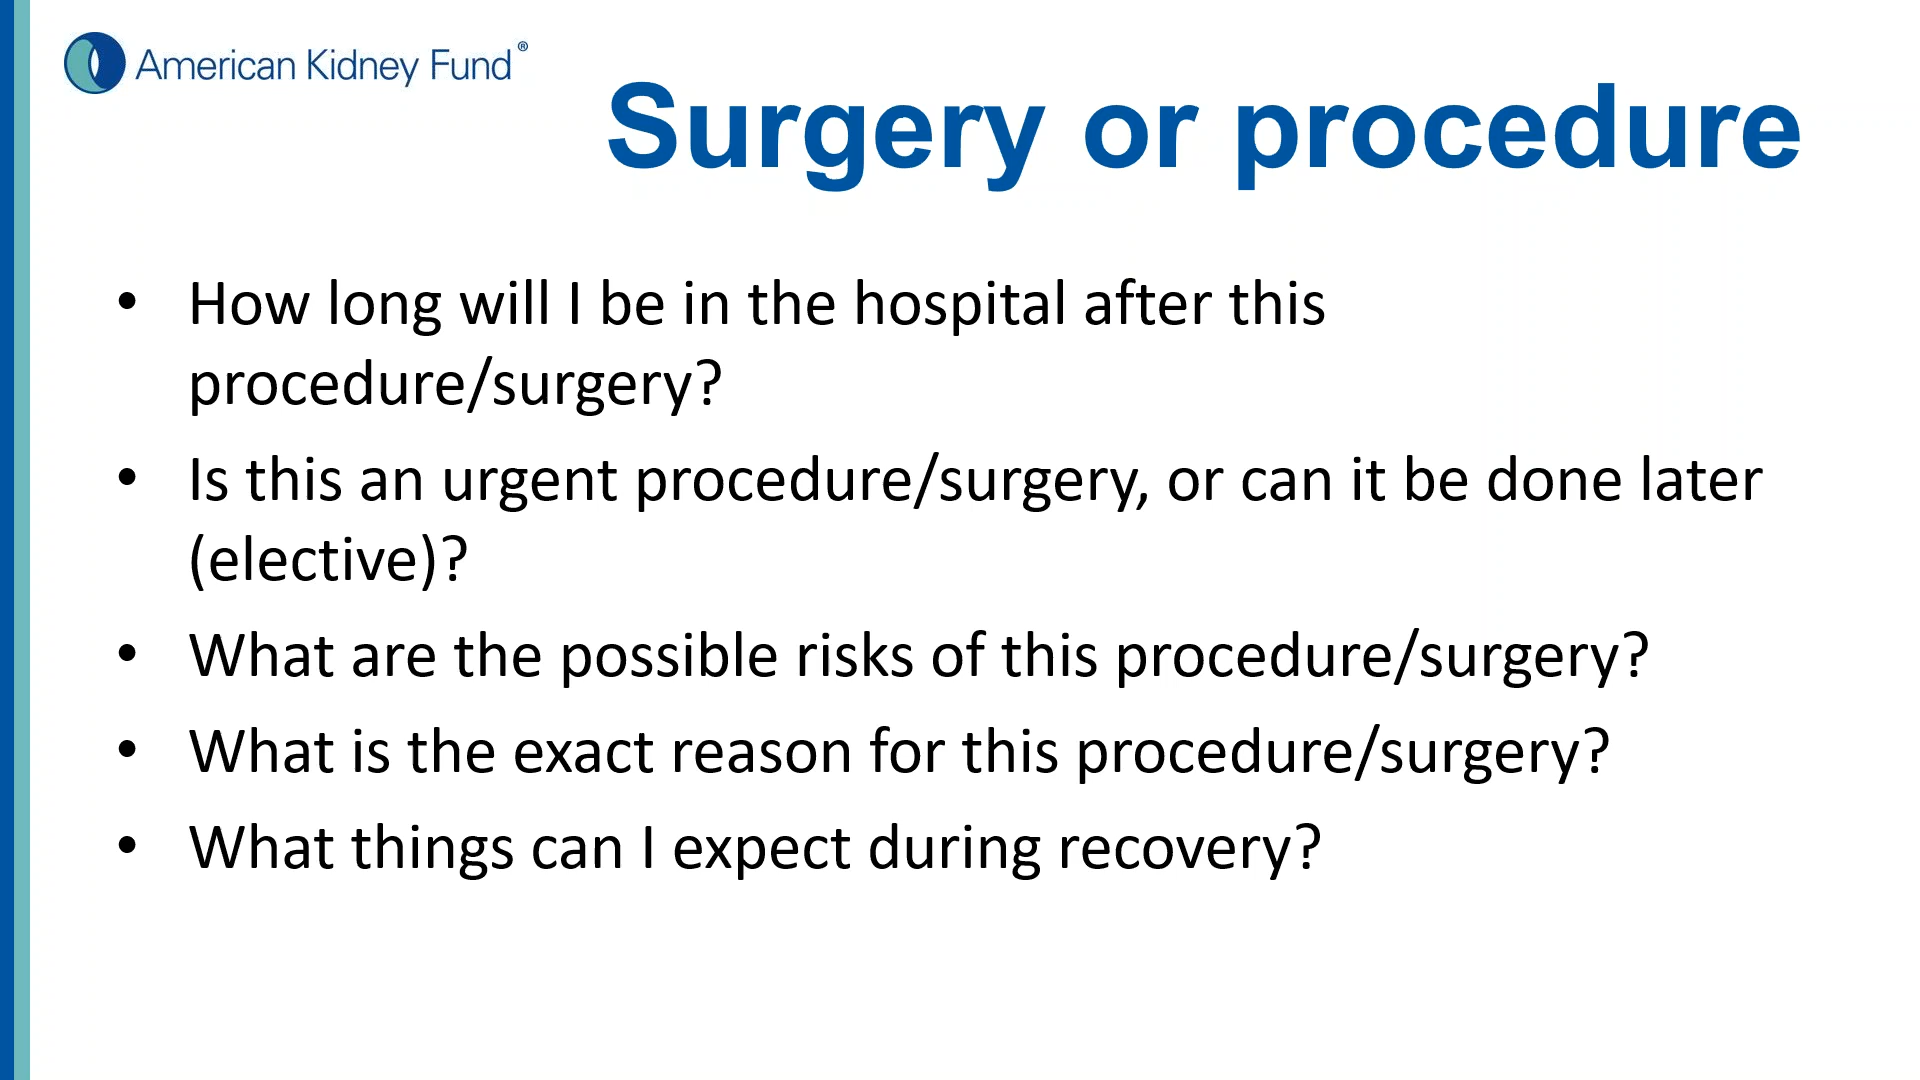 American Kidney Fund®
Surgery or procedure
• How long will I be in the hospital after this
procedure/surgery?
• Is this an urgent procedure/surgery, or can it be done later
(elective)?
• What are the possible risks of this procedure/surgery?
• What is the exact reason for this procedure/surgery?
• What things can I expect during recovery?